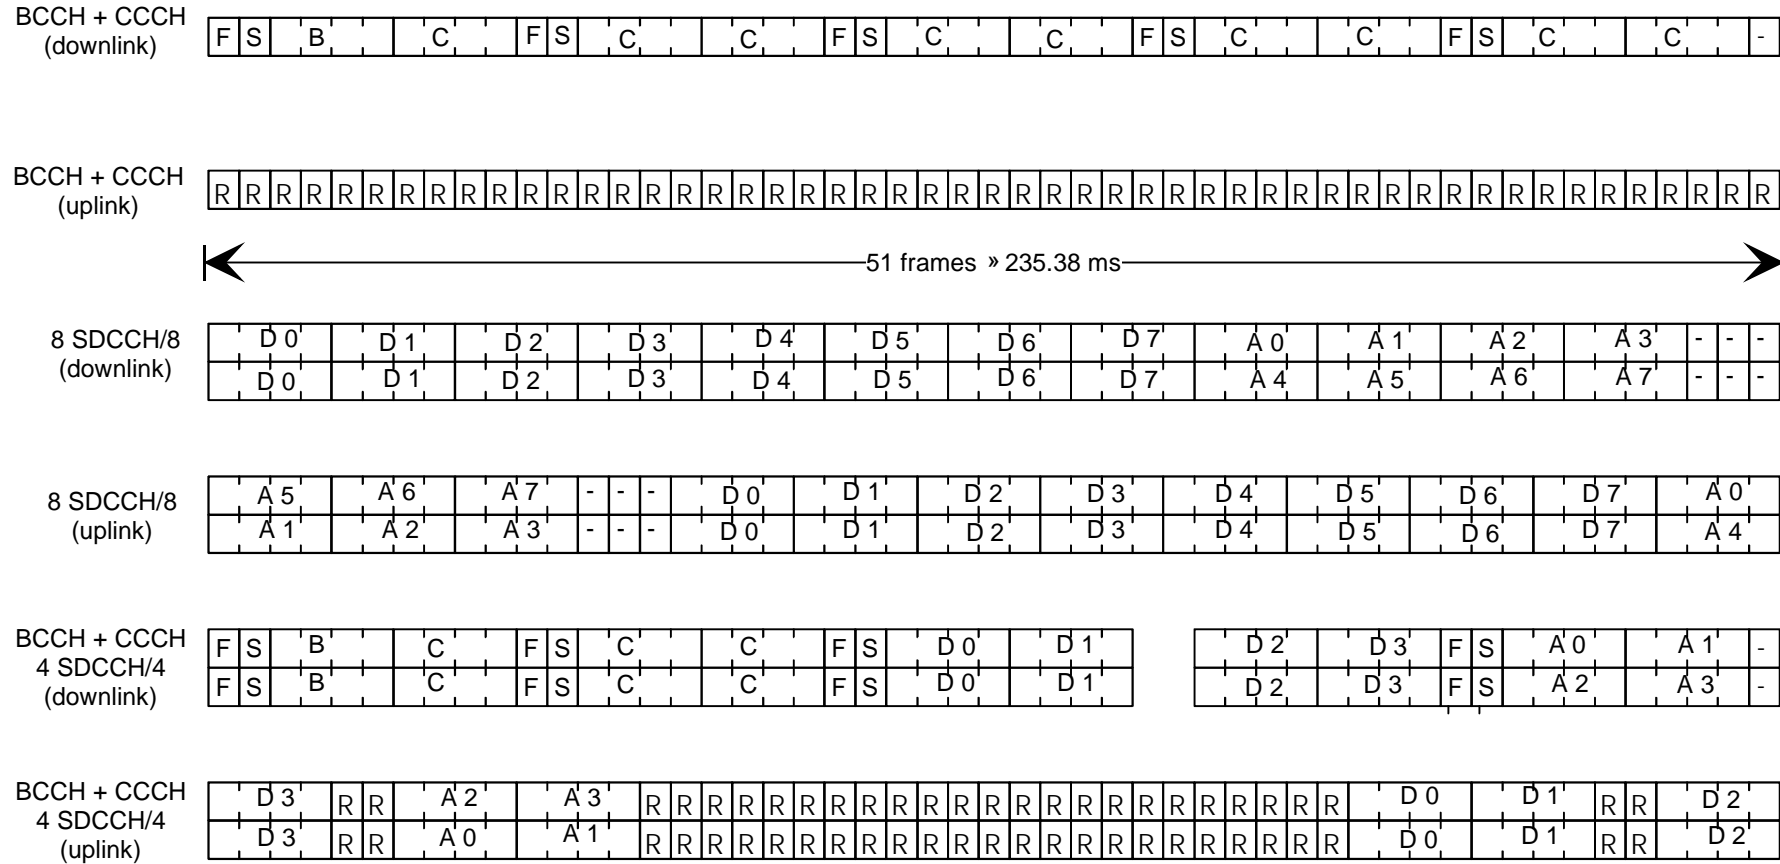 BCCH + CCCH
(downlink)
F S B C F S C C F S C C F S C C F S C C -
BCCH + CCCH
(uplink)
R R R R R R R R R R R R R R R R R R R R R R R R R R R R R R R R R R R R R R R R R R R R R R R R R R R
51 frames » 235.38 ms
8 SDCCH/8
(downlink)
D 0 D 1 D 2 D 3 D 4 D 5 D 6 D 7 A 0 A 1 A 2 A 3 - - -
D 0 D 1 D 2 D 3 D 4 D 5 D 6 D 7 A 4 A 5 A 6 A 7 - - -
8 SDCCH/8
(uplink)
A 5 A 6 A 7 - - - D 0 D 1 D 2 D 3 D 4 D 5 D 6 D 7 A 0
A 1 A 2 A 3 - - - D 0 D 1 D 2 D 3 D 4 D 5 D 6 D 7 A 4
BCCH + CCCH
4 SDCCH/4
(downlink)
F S B C F S C C F S D 0 D 1 D 2 D 3 F S A 0 A 1 -
F S B C F S C C F S D 0 D 1 D 2 D 3 F S A 2 A 3 -
BCCH + CCCH
4 SDCCH/4
(uplink)
D 3 R R A 2 A 3 R R R R R R R R R R R R R R R R R R R R R R R D 0 D 1 R R D 2
D 3 R R A 0 A 1 R R R R R R R R R R R R R R R R R R R R R R R D 0 D 1 R R D 2